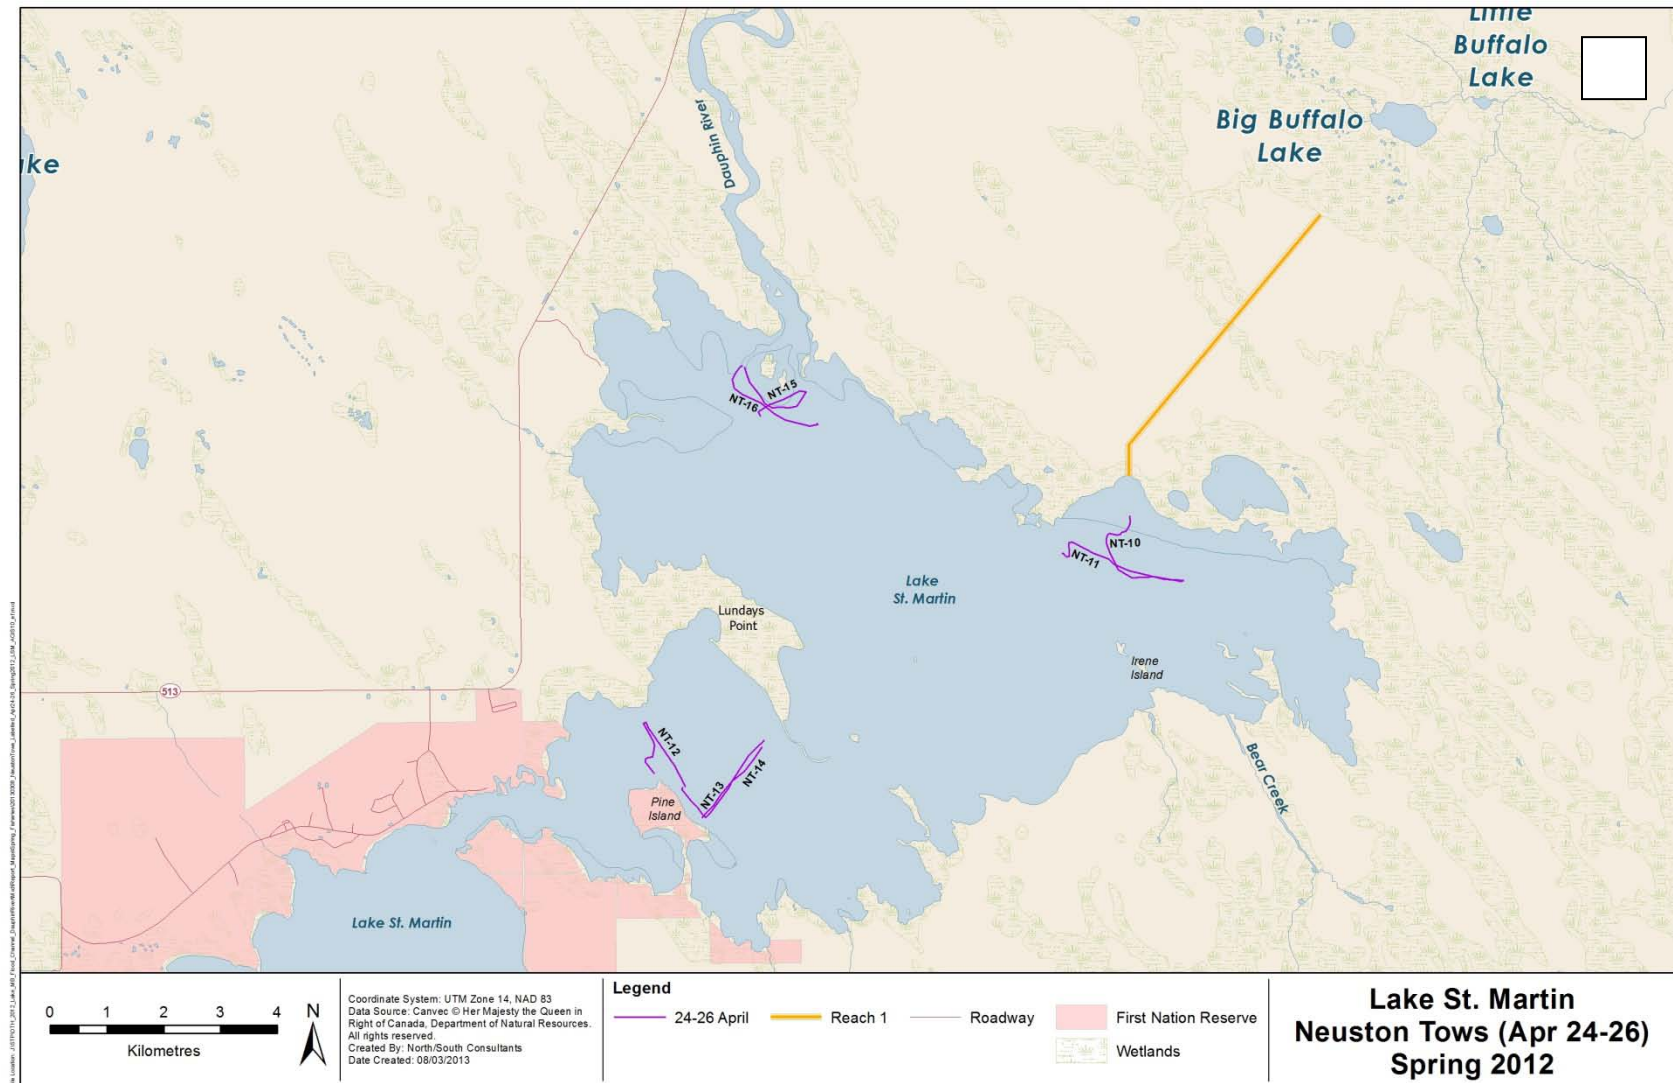 Little
Buffalo
Lake
Big Buffalo
Lake
ake
Dauphin River
NT-15
NT-16
NT-10
NT-11
Lake
St. Martin
Lundays
Point
Irene
Island
513
NT-12
NT-13
NT-14
Pine
Island
Bear Creek
Lake St. Martin
0 1 2 3 4
Kilometres
N
Coordinate System: UTM Zone 14, NAD 83
Data Source: Canvec © Her Majesty the Queen in
Right of Canada, Department of Natural Resources.
All rights reserved.
Created By: North/South Consultants
Date Created: 08/03/2013
Legend
24-26 April
Reach 1
Roadway
First Nation Reserve
Wetlands
Lake St. Martin
Neuston Tows (Apr 24-26)
Spring 2012